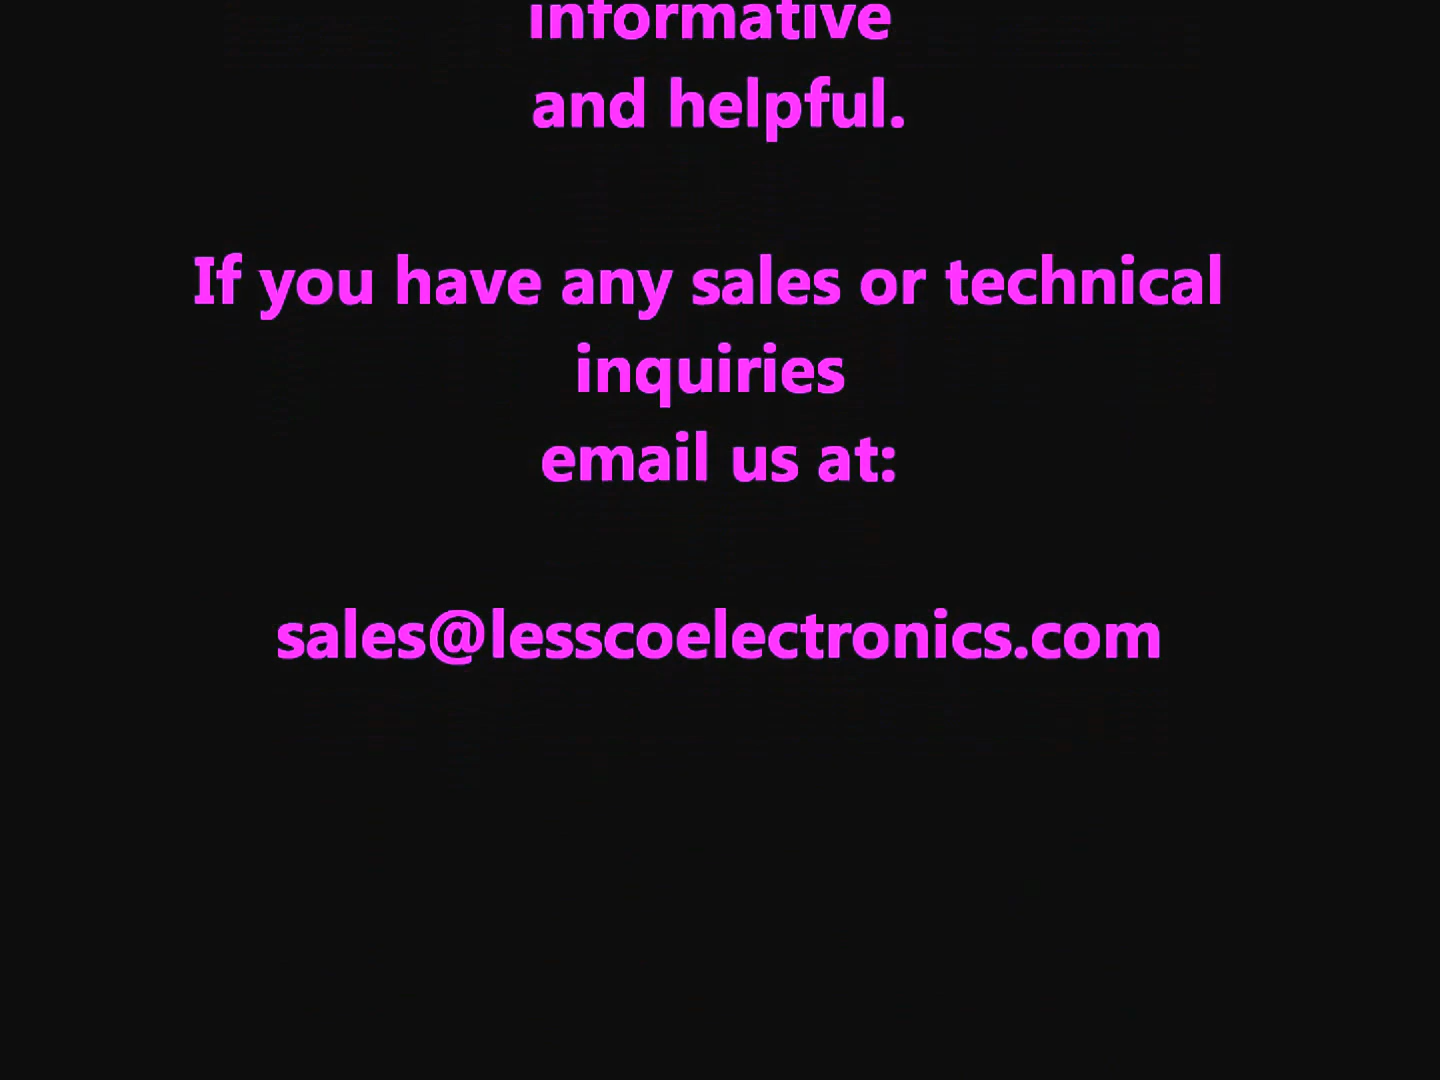 informative
and helpful.
If you have any sales or technical
inquiries
email us at:
sales@lesscoelectronics.com